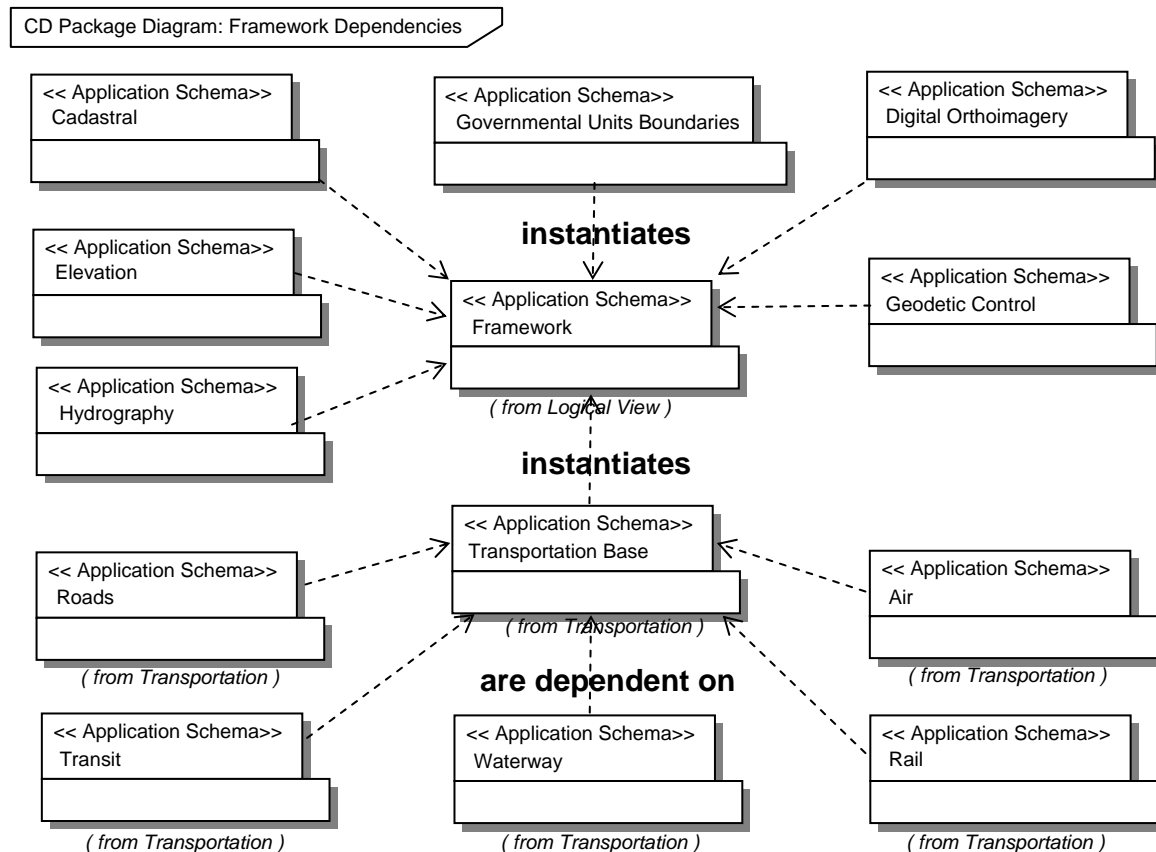 CD Package Diagram: Framework Dependencies
<< Application Schema>>
Cadastral
<< Application Schema>>
Governmental Units Boundaries
<< Application Schema>>
Digital Orthoimagery
instantiates
<< Application Schema>>
Elevation
<< Application Schema>>
Framework
( from Logical View )
<< Application Schema>>
Geodetic Control
<< Application Schema>>
Hydrography
instantiates
<< Application Schema>>
Transportation Base
( from Transportation )
<< Application Schema>>
Roads
( from Transportation )
<< Application Schema>>
Air
( from Transportation )
are dependent on
<< Application Schema>>
Transit
( from Transportation )
<< Application Schema>>
Waterway
( from Transportation )
<< Application Schema>>
Rail
( from Transportation )